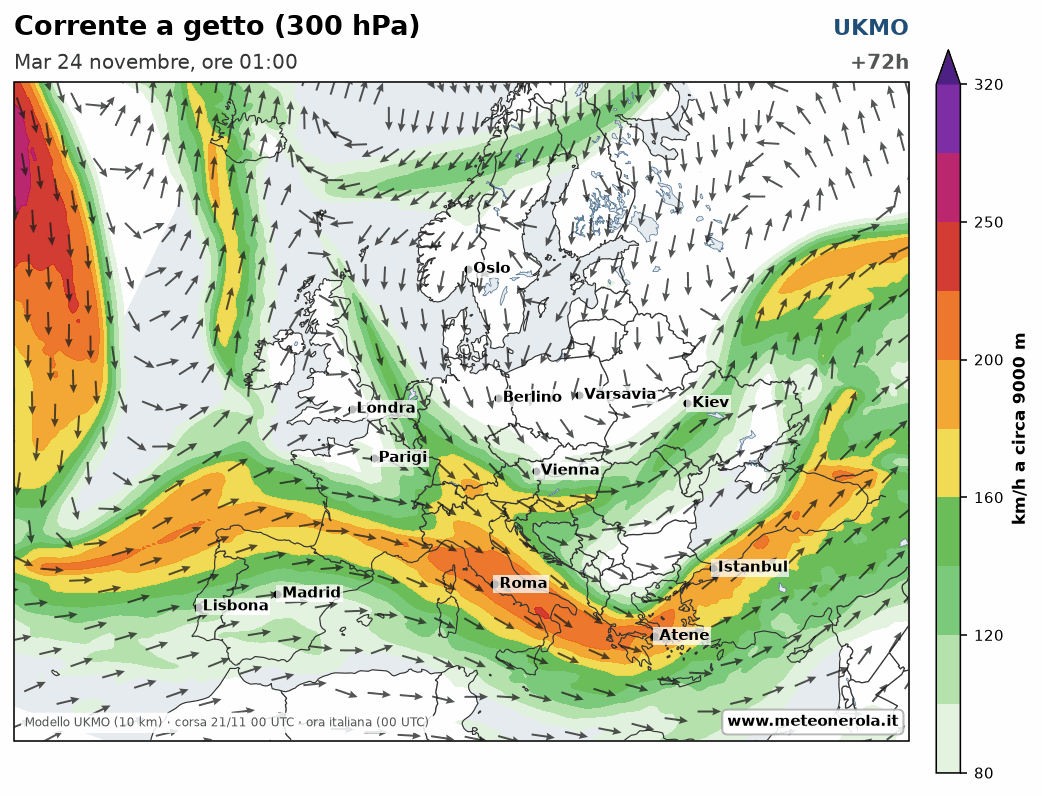 Corrente a getto (300 hPa)
UKMO
Mar 24 novembre, ore 01:00
+72h
320
250
200
160
120
80
km/h a circa 9000 m
Oslo
Berlino
Varsavia
Kiev
Londra
Parigi
Vienna
Istanbul
Roma
Madrid
Lisbona
Atene
Modello UKMO (10 km) · corsa 21/11 00 UTC · ora italiana (00 UTC)
www.meteonerola.it